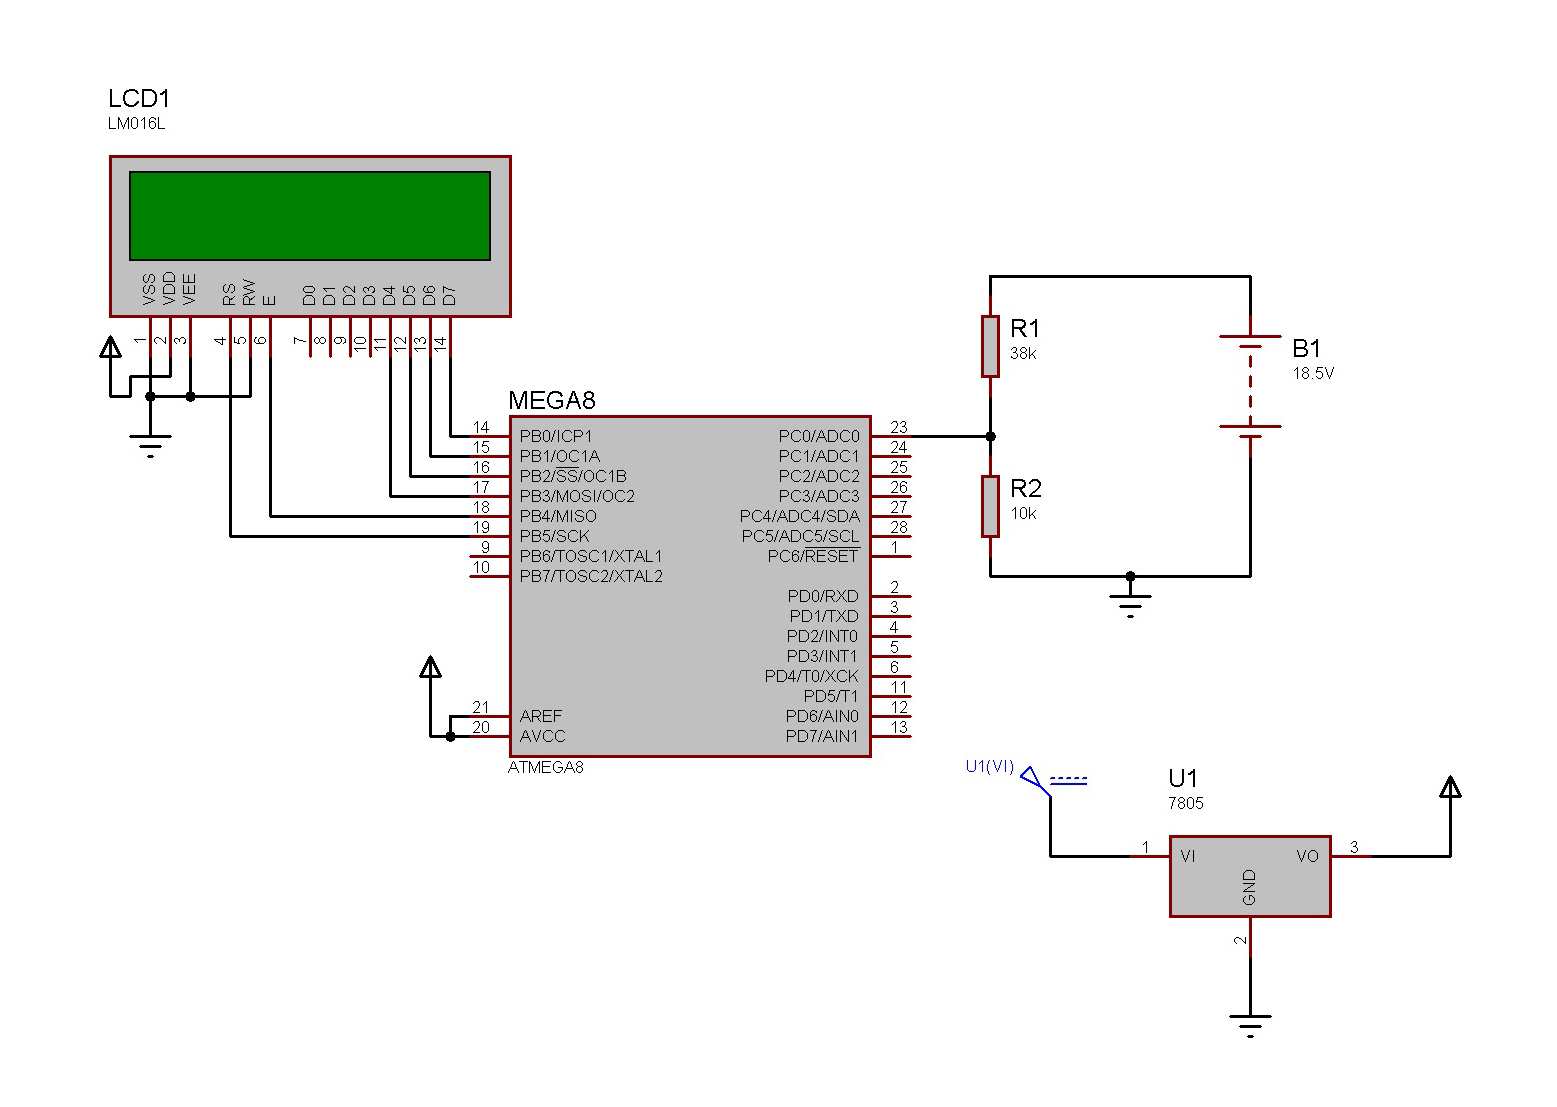 LCD1
LM016L
VSS
VDD
VEE
RS
RW
E
D0
D1
D2
D3
D4
D5
D6
D7
1
2
3
4
5
6
7
8
9
10
11
12
13
14
MEGA8
14 PB0/ICP1
15 PB1/OC1A
16 PB2/SS/OC1B
17 PB3/MOSI/OC2
18 PB4/MISO
19 PB5/SCK
9 PB6/TOSC1/XTAL1
10 PB7/TOSC2/XTAL2
21 AREF
20 AVCC
PC0/ADC0 23
PC1/ADC1 24
PC2/ADC2 25
PC3/ADC3 26
PC4/ADC4/SDA 27
PC5/ADC5/SCL 28
PC6/RESET 1
PD0/RXD 2
PD1/TXD 3
PD2/INT0 4
PD3/INT1 5
PD4/T0/XCK 6
PD5/T1 11
PD6/AIN0 12
PD7/AIN1 13
ATMEGA8
R1
38k
R2
10k
B1
18.5V
U1(VI)
U1
7805
1 VI
VO 3
GND
2